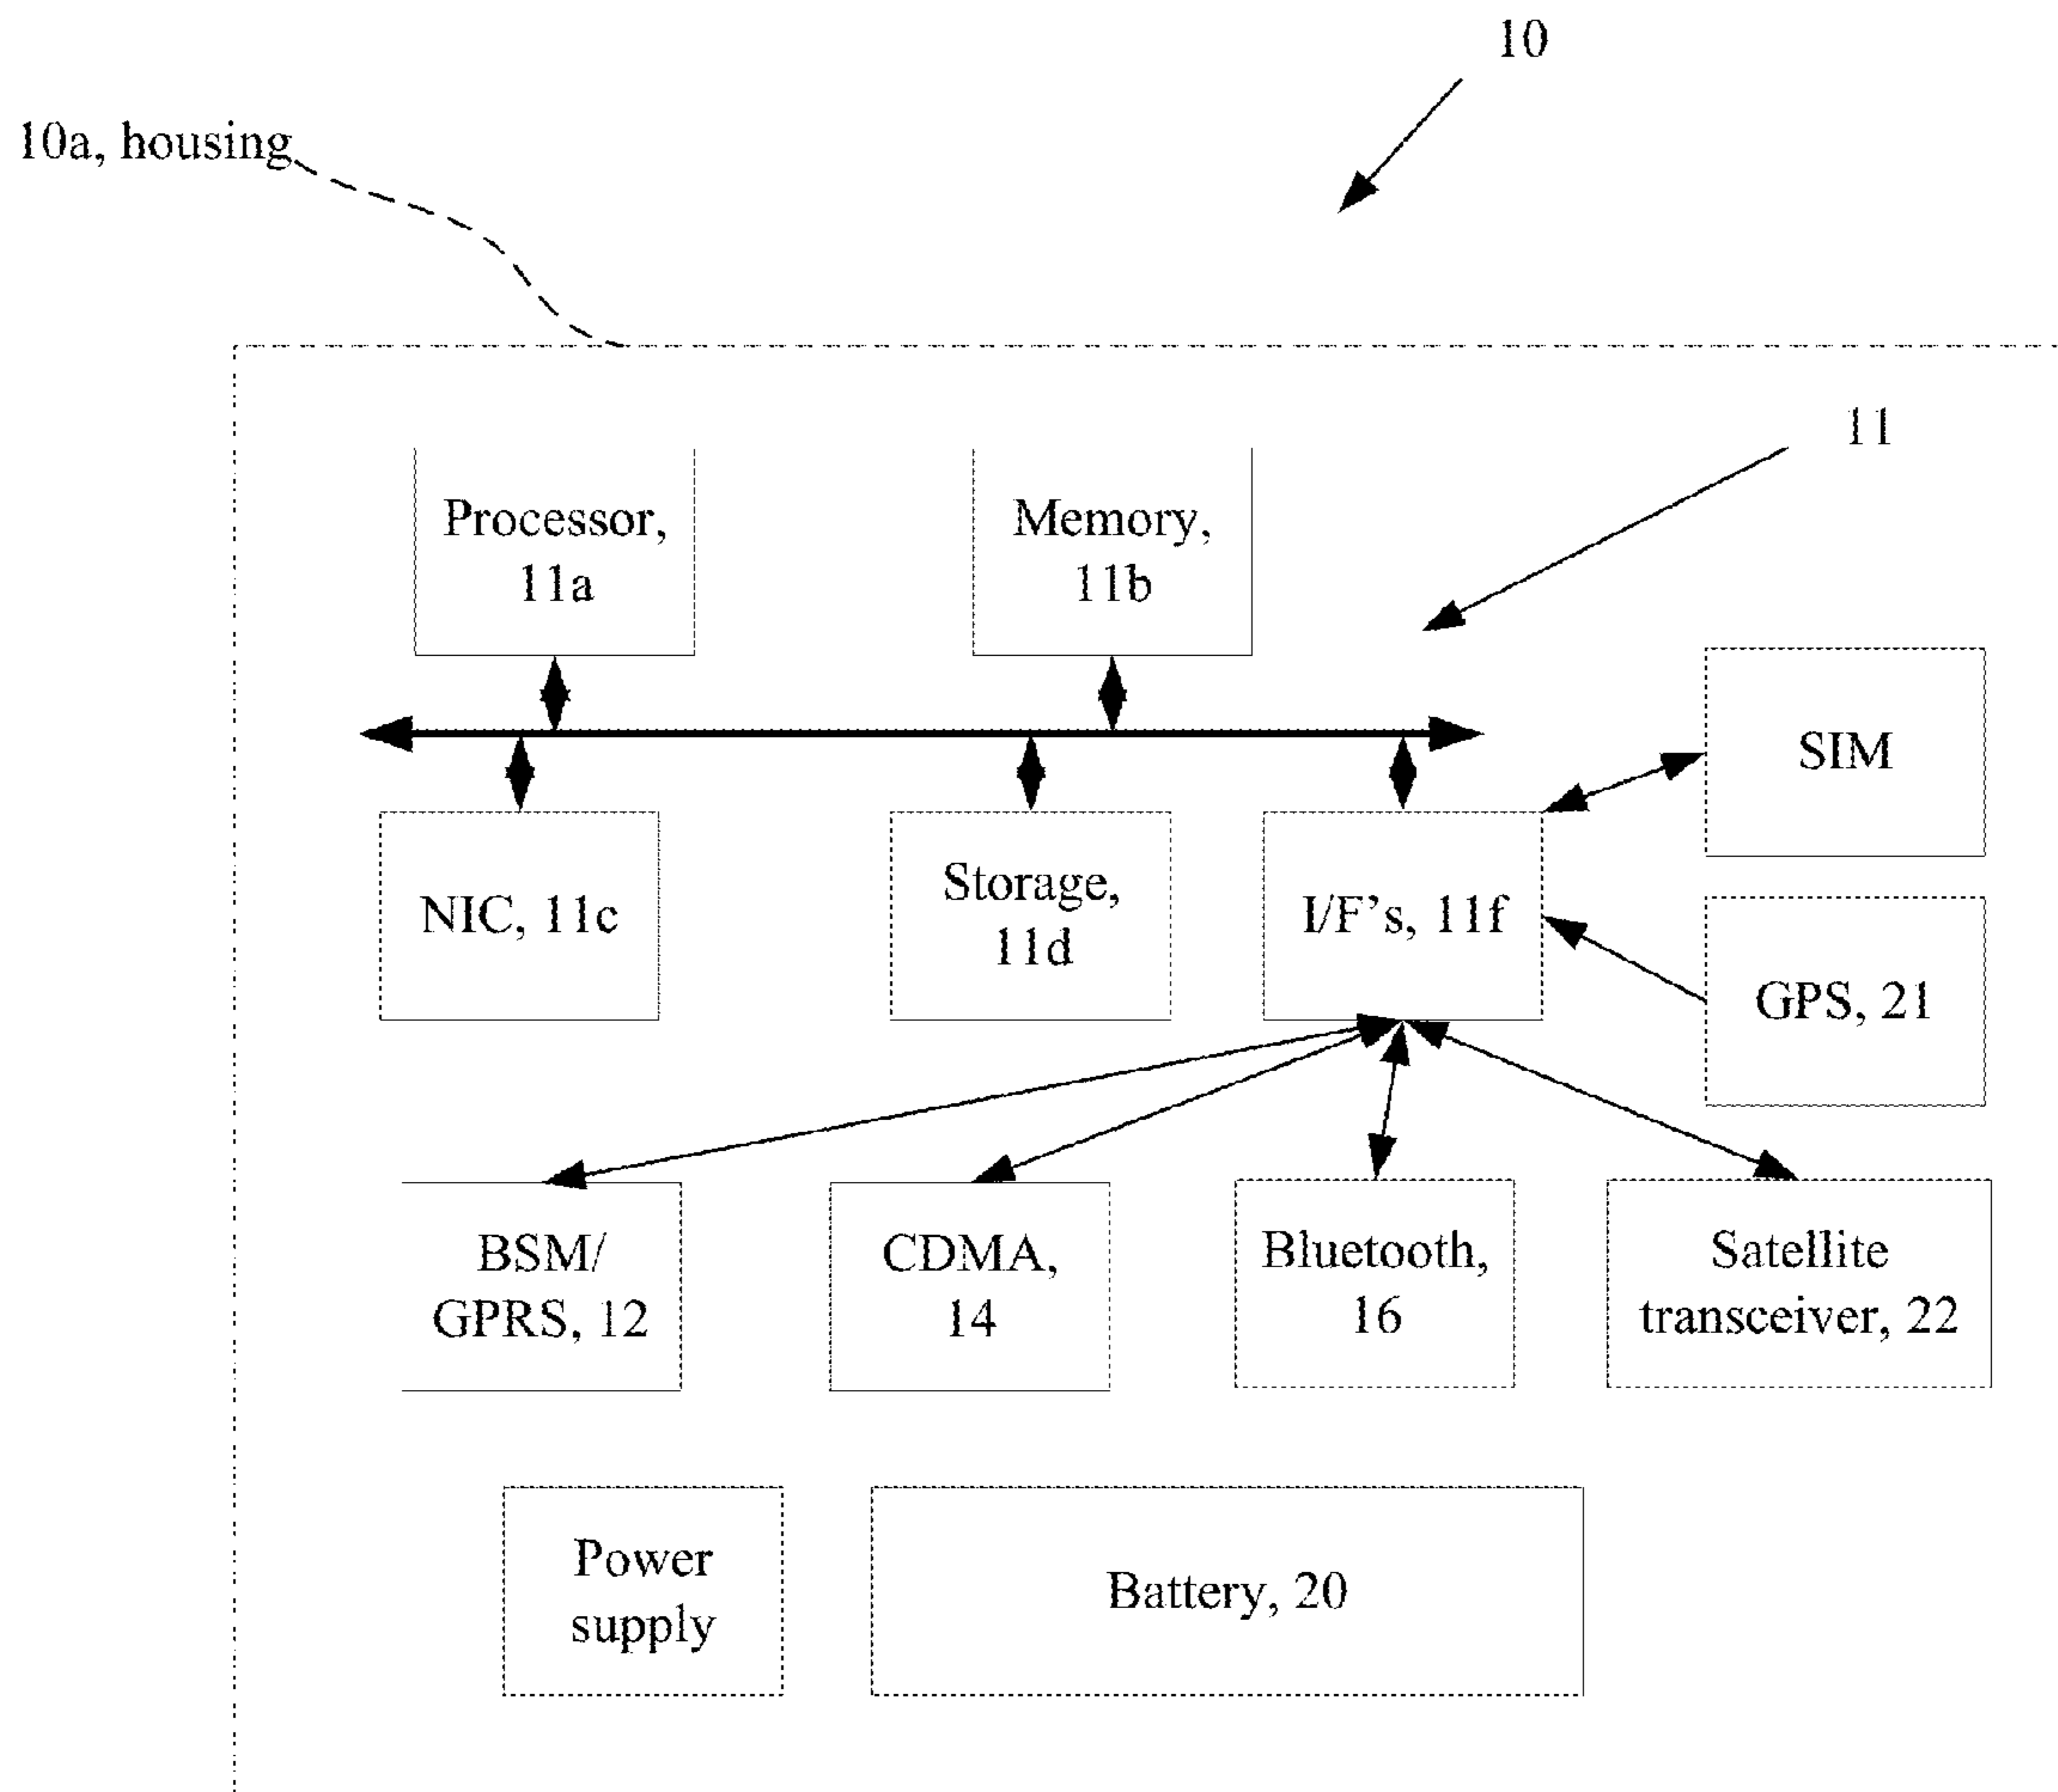 10
10a, housing
11
Processor,
11a
Memory,
11b
SIM
NIC, 11c
Storage,
11d
I/F's, 11f
GPS, 21
BSM/
GPRS, 12
CDMA,
14
Bluetooth,
16
Satellite
transceiver, 22
Power
supply
Battery, 20